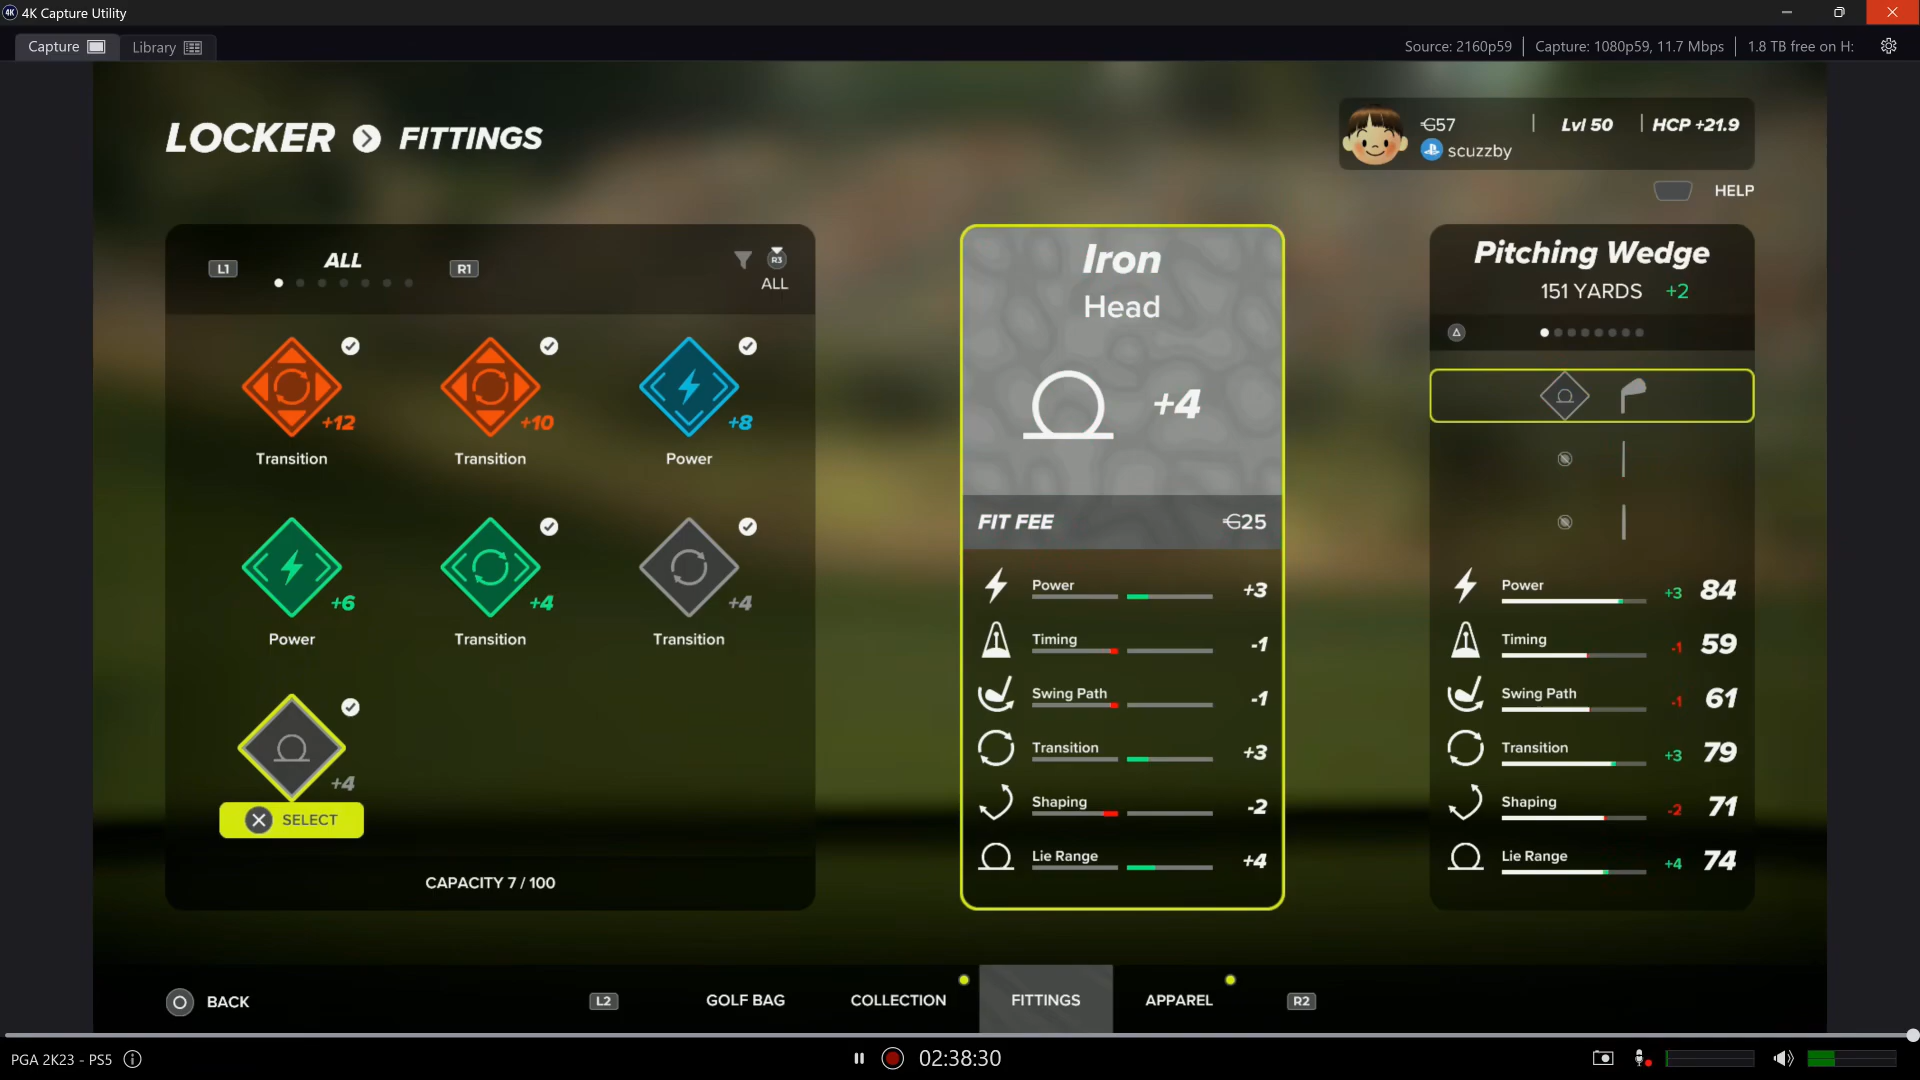 4K Capture Utility
Capture
Library
Source: 2160p59
Capture: 1080p59, 11.7 Mbps
1.8 TB free on H:
LOCKER
FITTINGS
57
Lvl 50
HCP +21.9
scuzzby
HELP
L1
ALL
R1
R3
ALL
+12
Transition
+10
Transition
+8
Power
+6
Power
+4
Transition
+4
Transition
+4
SELECT
CAPACITY 7 / 100
Iron
Head
+4
FIT FEE
25
Power +3
Timing -1
Swing Path -1
Transition +3
Shaping -2
Lie Range +4
Pitching Wedge
151 YARDS +2
Power +3 84
Timing -1 59
Swing Path -1 61
Transition +3 79
Shaping -2 71
Lie Range +4 74
BACK
L2
GOLF BAG
COLLECTION
FITTINGS
APPAREL
R2
PGA 2K23 - PS5
02:38:30